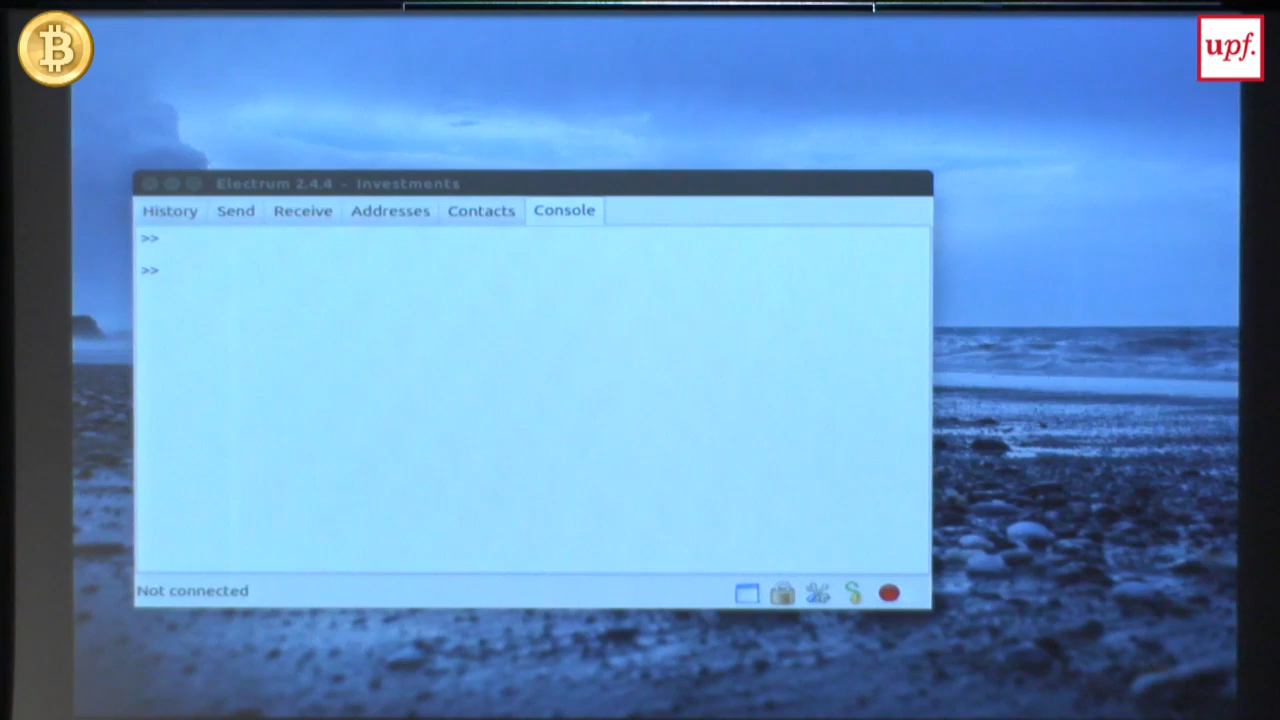 upf.
Electrum 2.4.4 - Investments
History Send Receive Addresses Contacts Console
>>
>>
Not connected